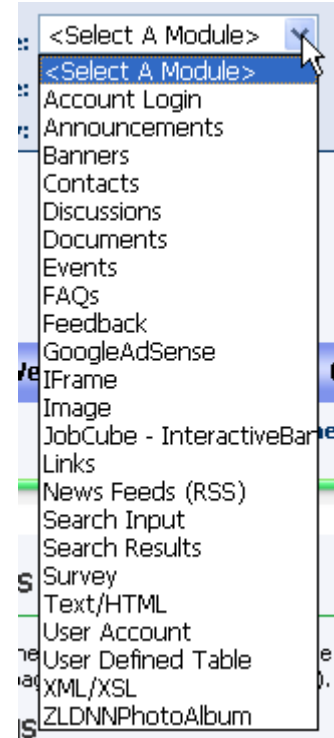 <Select A Module>
<Select A Module>
Account Login
Announcements
Banners
Contacts
Discussions
Documents
Events
FAQs
Feedback
GoogleAdSense
IFrame
Image
JobCube - InteractiveBar
Links
News Feeds (RSS)
Search Input
Search Results
Survey
Text/HTML
User Account
User Defined Table
XML/XSL
ZLDNNPhotoAlbum